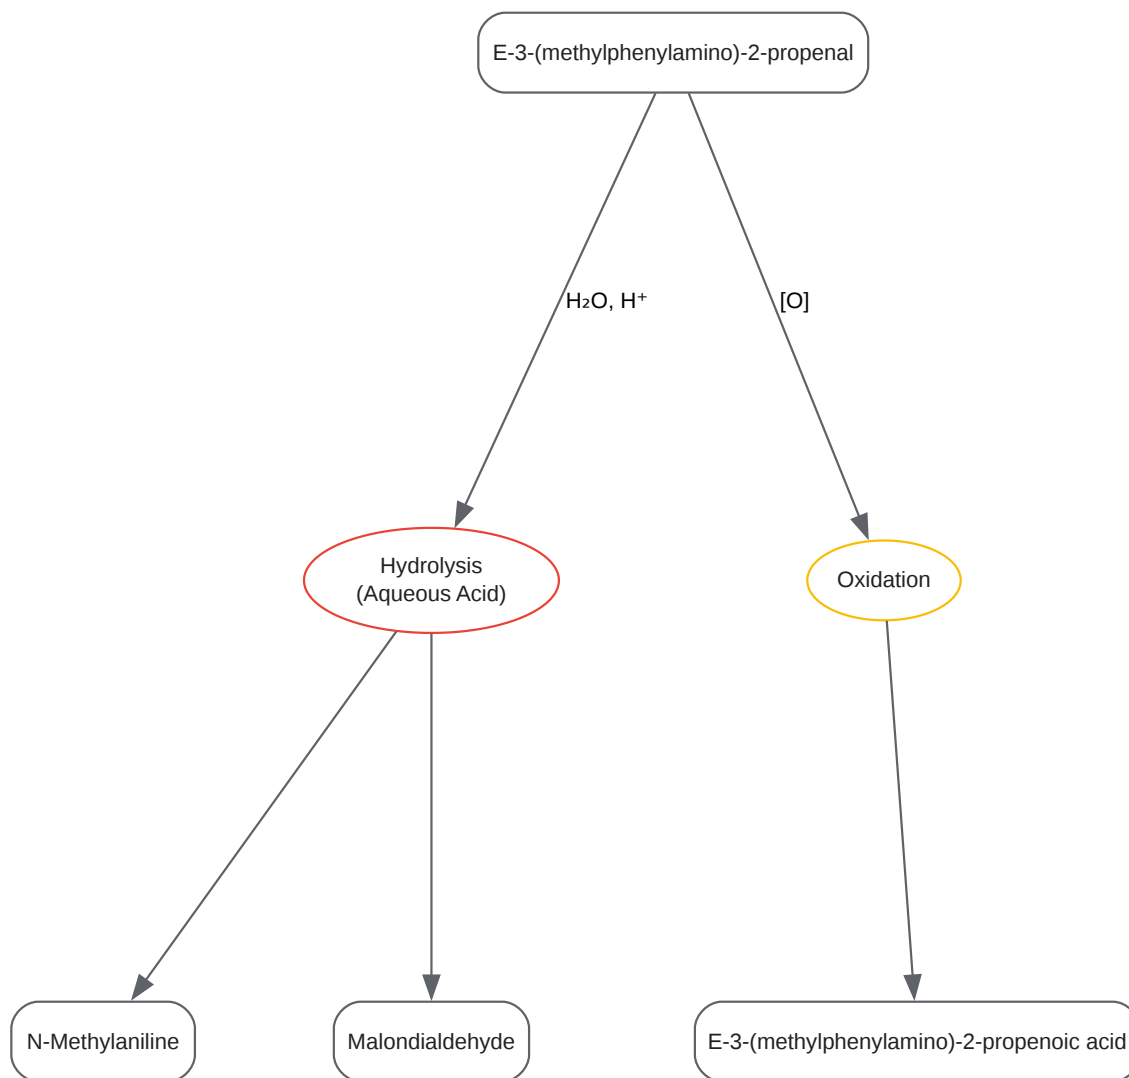 E-3-(methylphenylamino)-2-propenal
H₂O, H⁺
[O]
Hydrolysis
(Aqueous Acid)
Oxidation
N-Methylaniline
Malondialdehyde
E-3-(methylphenylamino)-2-propenoic acid